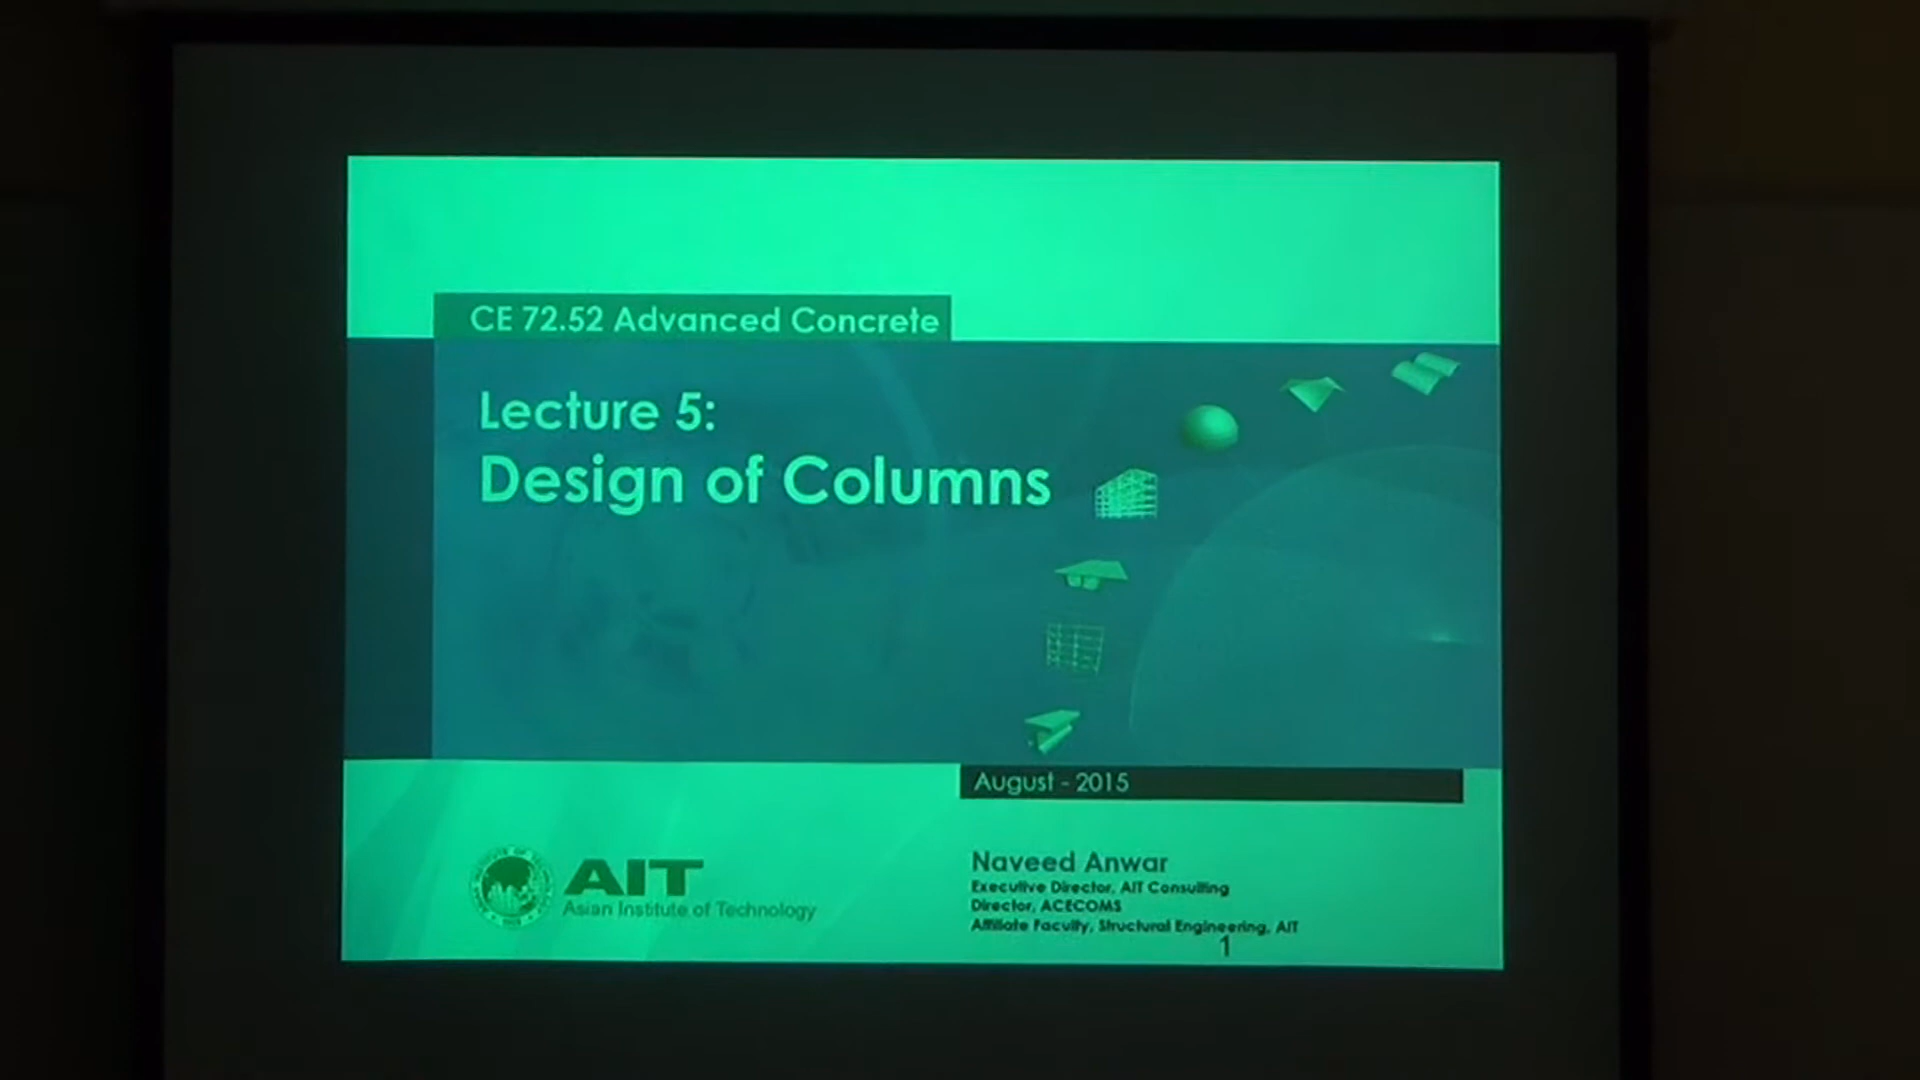 CE 72.52 Advanced Concrete
Lecture 5:
Design of Columns
August - 2015
AIT
Asian Institute of Technology
Naveed Anwar
Executive Director, AIT Consulting
Director, ACECOMS
Affiliate Faculty, Structural Engineering, AIT
1